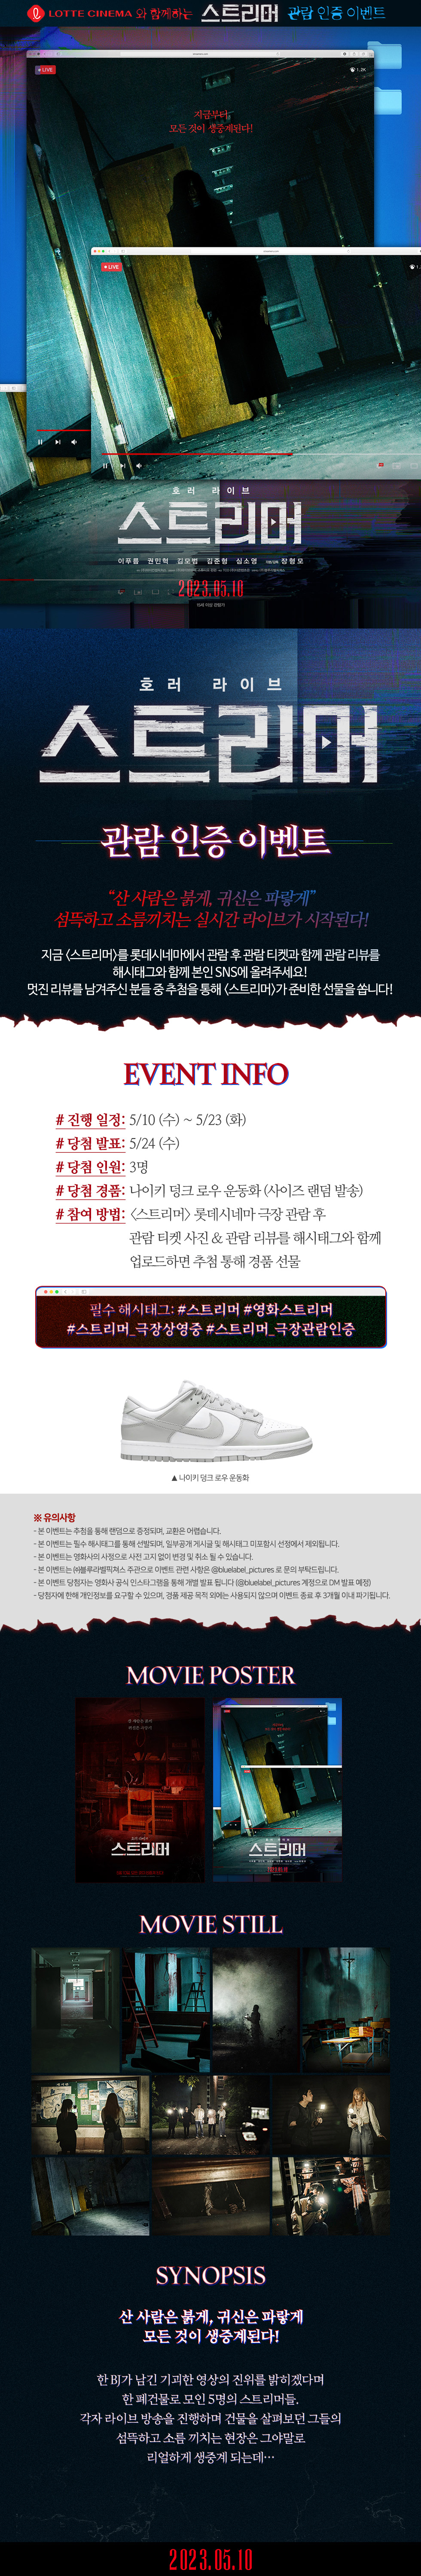 LOTTE CINEMA 와 함께하는 스트리머 관람 인증 이벤트
LIVE
1.2K
지금부터,
모든 것이 생중계된다!
LIVE
호러 라이브
스트리머
이푸름 권민혁 김모범 김준형 심소영 장형모
2023.05.10
15세 이상 관람가
호러 라이브
스트리머
관람 인증 이벤트
“산 사람은 붉게, 귀신은 파랗게”
섬뜩하고 소름끼치는 실시간 라이브가 시작된다!
지금 <스트리머>를 롯데시네마에서 관람 후 관람 티켓과 함께 관람 리뷰를
해시태그와 함께 본인 SNS에 올려주세요!
멋진 리뷰를 남겨주신 분들 중 추첨을 통해 <스트리머>가 준비한 선물을 쏩니다!
EVENT INFO
# 진행 일정: 5/10 (수) ~ 5/23 (화)
# 당첨 발표: 5/24 (수)
# 당첨 인원: 3명
# 당첨 경품: 나이키 덩크 로우 운동화 (사이즈 랜덤 발송)
# 참여 방법: <스트리머> 롯데시네마 극장 관람 후
관람 티켓 사진 & 관람 리뷰를 해시태그와 함께
업로드하면 추첨 통해 경품 선물
필수 해시태그: #스트리머 #영화스트리머
#스트리머_극장상영중 #스트리머_극장관람인증
▲ 나이키 덩크 로우 운동화
※ 유의사항
- 본 이벤트는 추첨을 통해 랜덤으로 증정되며, 교환은 어렵습니다.
- 본 이벤트는 필수 해시태그를 통해 선발되며, 일부공개 게시글 및 해시태그 미포함시 선정에서 제외됩니다.
- 본 이벤트는 영화사의 사정으로 사전 고지 없이 변경 및 취소 될 수 있습니다.
- 본 이벤트는 ㈜블루라벨픽쳐스 주관으로 이벤트 관련 사항은 @bluelabel_pictures 로 문의 부탁드립니다.
- 본 이벤트 당첨자는 영화사 공식 인스타그램을 통해 개별 발표 됩니다 (@bluelabel_pictures 계정으로 DM 발표 예정)
- 당첨자에 한해 개인정보를 요구할 수 있으며, 경품 제공 목적 외에는 사용되지 않으며 이벤트 종료 후 3개월 이내 파기됩니다.
MOVIE POSTER
산 사람은 붉게
귀신은 파랗게
스트리머
스트리머
MOVIE STILL
SYNOPSIS
산 사람은 붉게, 귀신은 파랗게
모든 것이 생중계된다!
한 BJ가 남긴 기괴한 영상의 진위를 밝히겠다며
한 폐건물로 모인 5명의 스트리머들.
각자 라이브 방송을 진행하며 건물을 살펴보던 그들의
섬뜩하고 소름 끼치는 현장은 그야말로
리얼하게 생중계 되는데…
2023.05.10